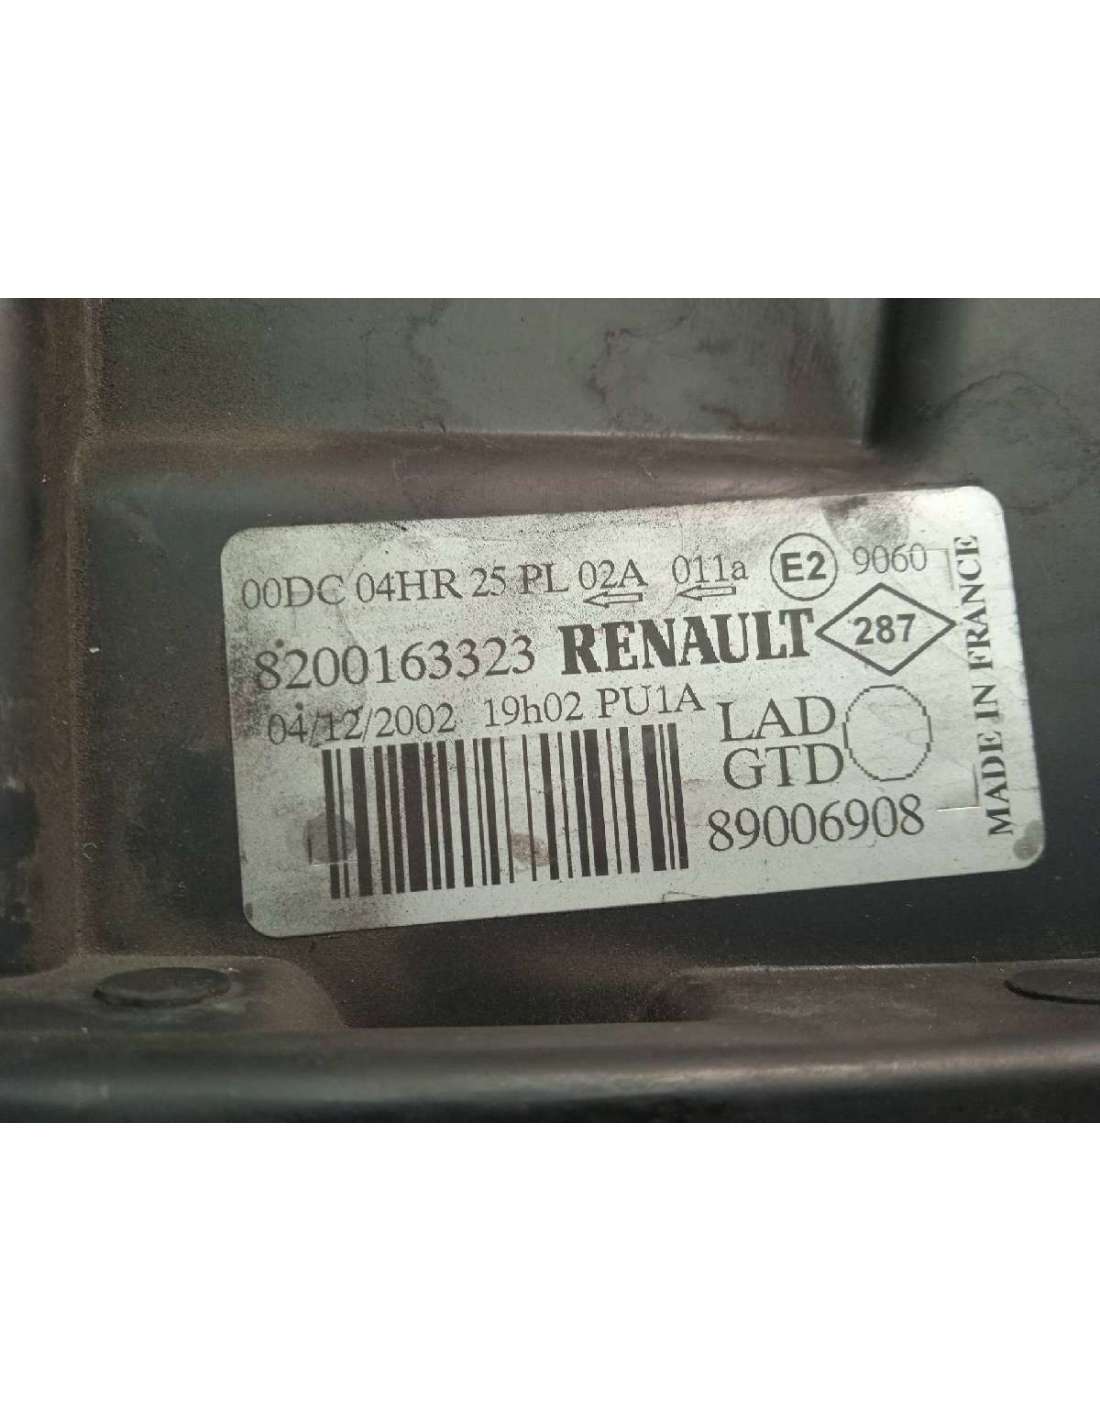 00DC 04HR 25 PL 02A 011a E2 9060
8200163323 RENAULT 287
04/12/2002 19h02 PU1A LAD
GTD
89006908
MADE IN FRANCE